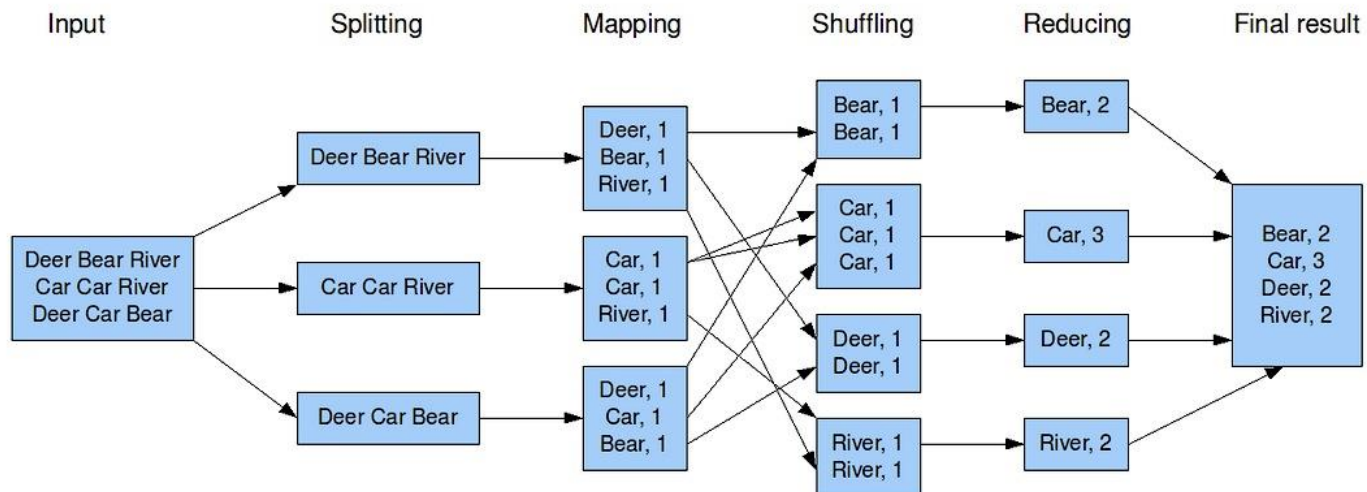 Input
Splitting
Mapping
Shuffling
Reducing
Final result
Deer Bear River
Car Car River
Deer Car Bear
Deer Bear River
Car Car River
Deer Car Bear
Deer, 1
Bear, 1
River, 1
Car, 1
Car, 1
River, 1
Deer, 1
Car, 1
Bear, 1
Bear, 1
Bear, 1
Car, 1
Car, 1
Car, 1
Deer, 1
Deer, 1
River, 1
River, 1
Bear, 2
Car, 3
Deer, 2
River, 2
Bear, 2
Car, 3
Deer, 2
River, 2